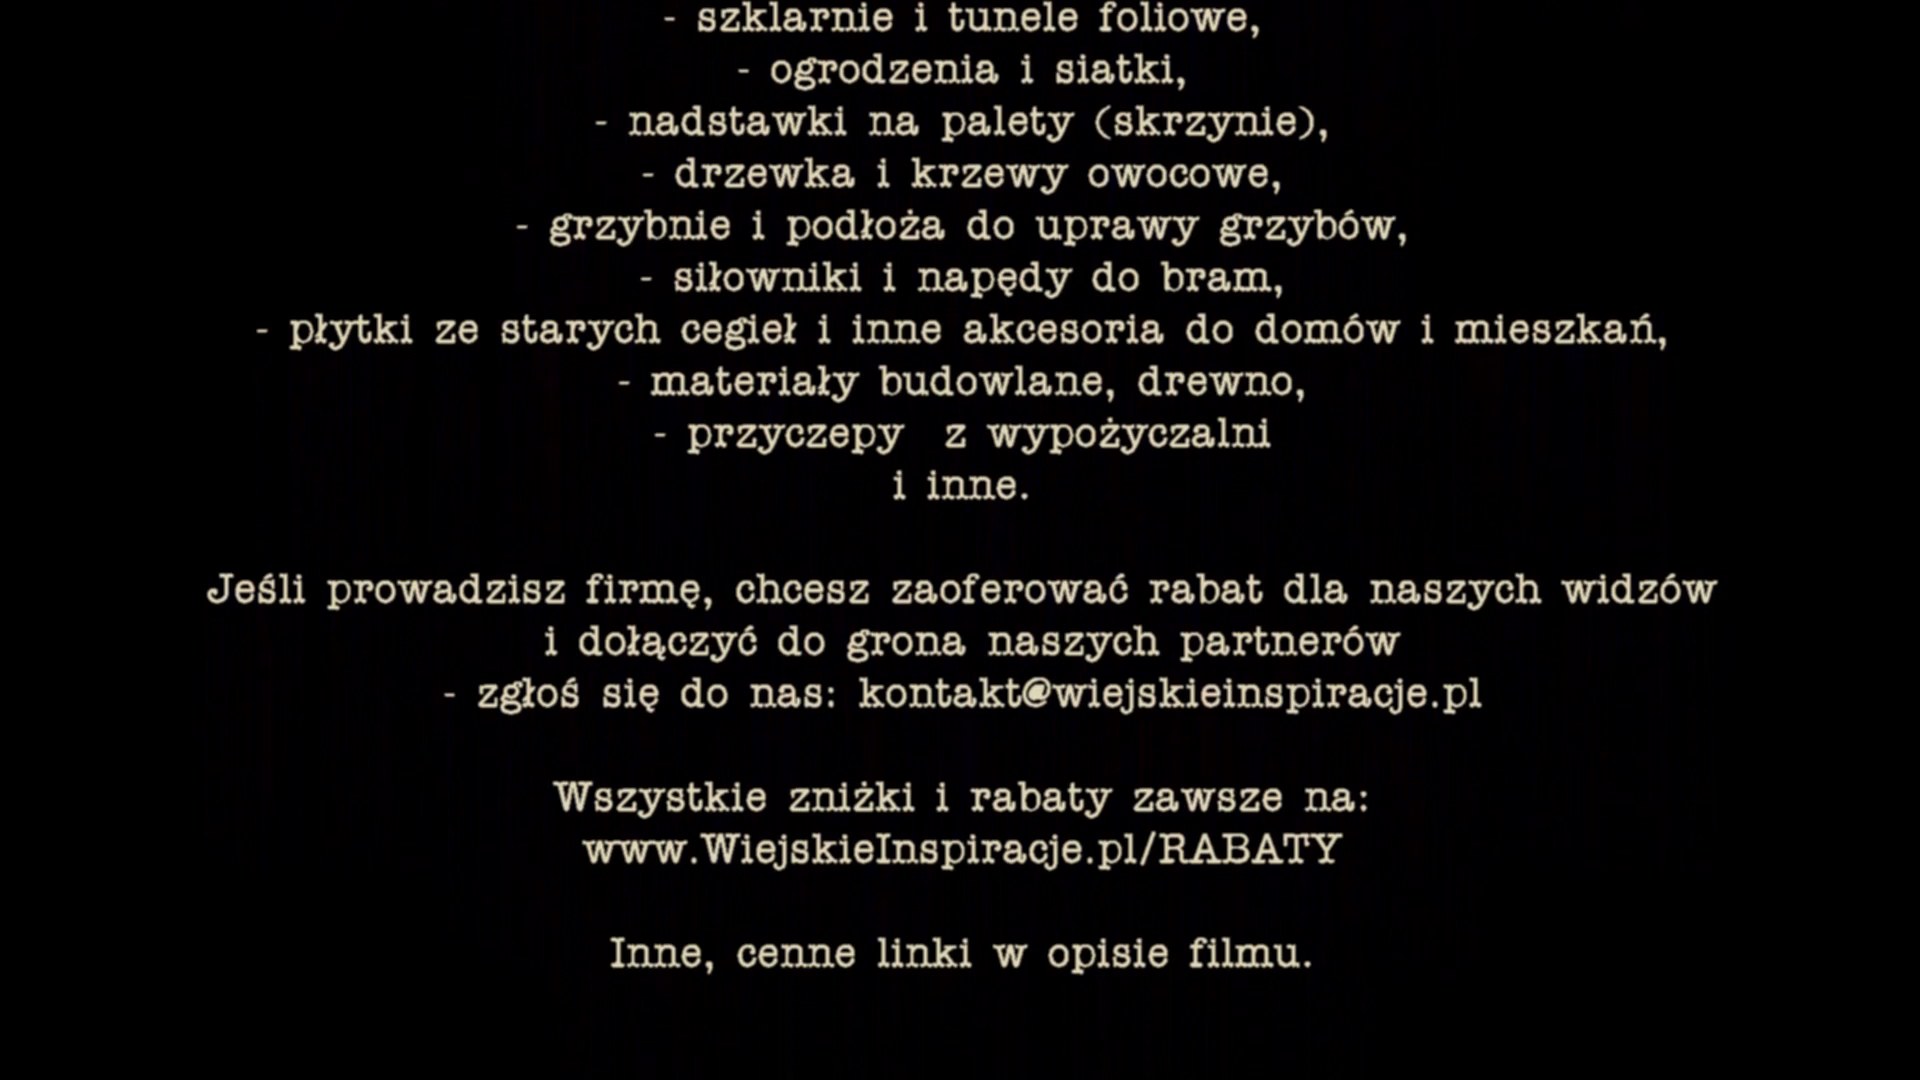 - szklarnie i tunele foliowe,
- ogrodzenia i siatki,
- nadstawki na palety (skrzynie),
- drzewka i krzewy owocowe,
- grzybnie i podłoża do uprawy grzybów,
- siłowniki i napędy do bram,
- płytki ze starych cegieł i inne akcesoria do domów i mieszkań,
- materiały budowlane, drewno,
- przyczepy  z wypożyczalni
i inne.
Jeśli prowadzisz firmę, chcesz zaoferować rabat dla naszych widzów
i dołączyć do grona naszych partnerów
- zgłoś się do nas: kontakt@wiejskieinspiracje.pl
Wszystkie zniżki i rabaty zawsze na:
www.WiejskieInspiracje.pl/RABATY
Inne, cenne linki w opisie filmu.